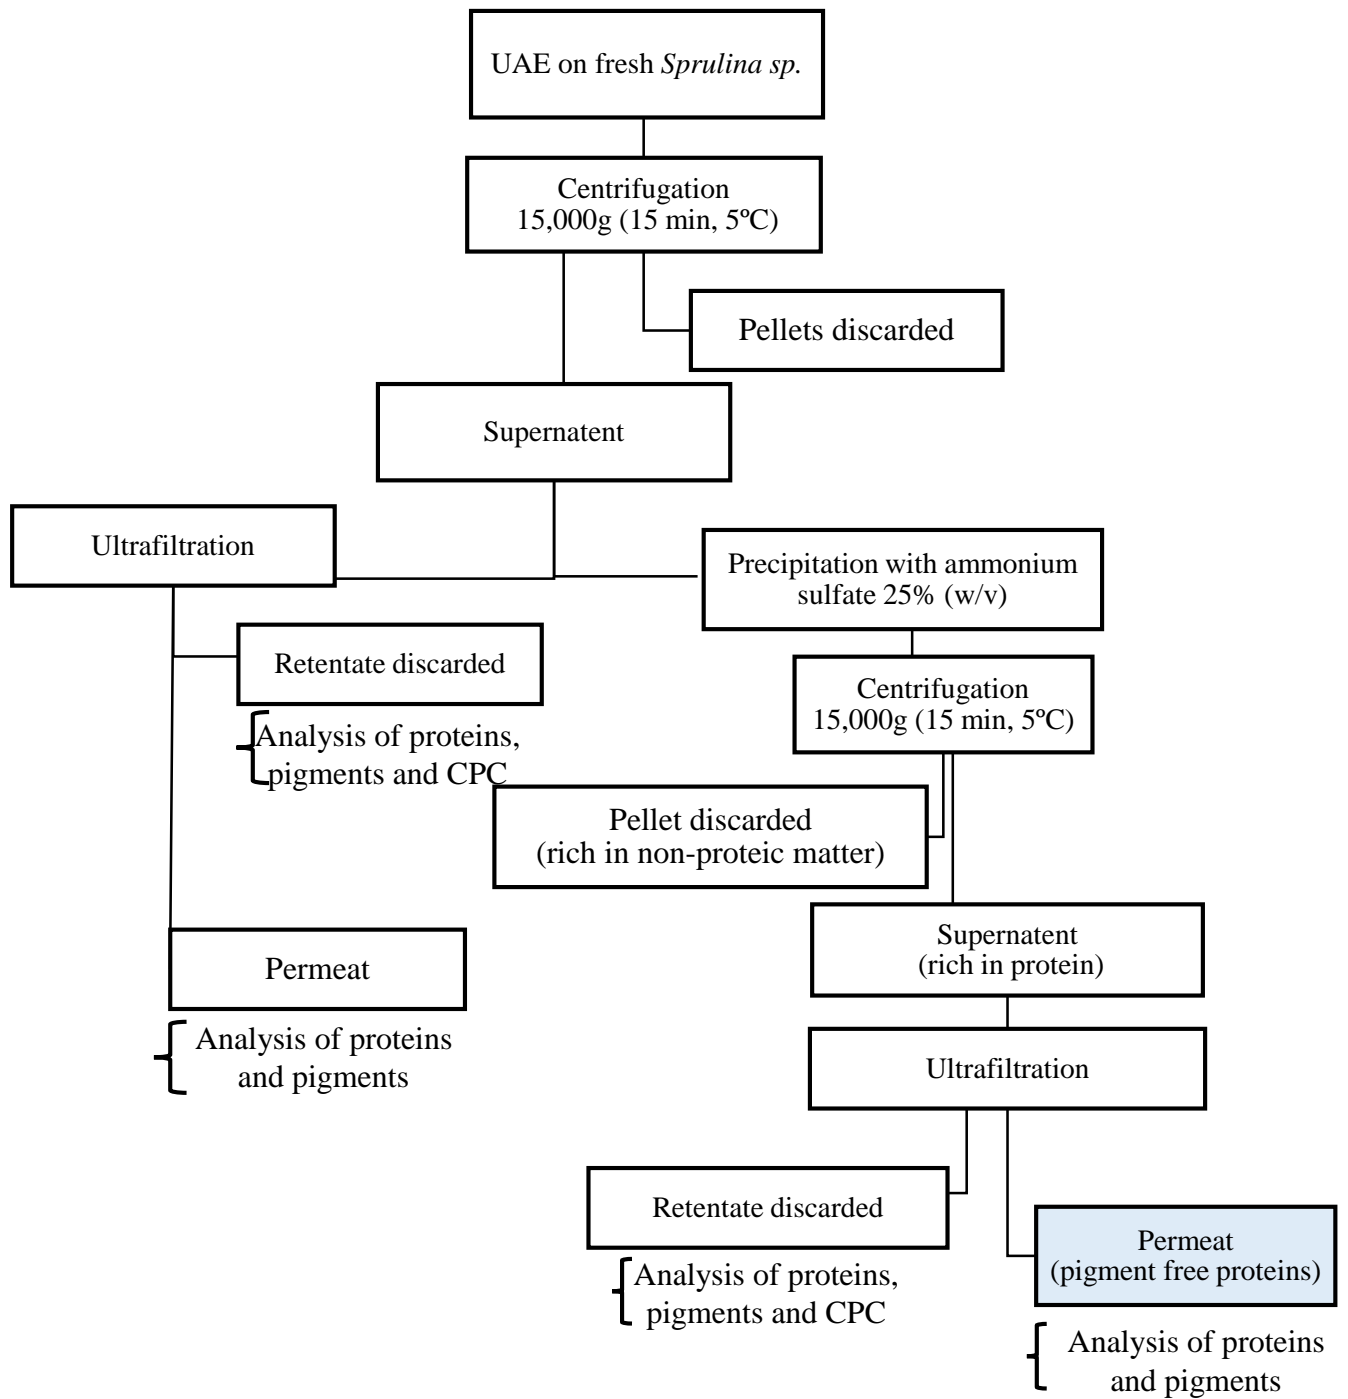 UAE on fresh Sprulina sp.
Centrifugation
15,000g (15 min, 5ºC)
Pellets discarded
Supernatent
Ultrafiltration
Precipitation with ammonium
sulfate 25% (w/v)
Retentate discarded
Centrifugation
15,000g (15 min, 5ºC)
Analysis of proteins,
pigments and CPC
Pellet discarded
(rich in non-proteic matter)
Supernatent
(rich in protein)
Permeat
Analysis of proteins
and pigments
Ultrafiltration
Retentate discarded
Permeat
(pigment free proteins)
Analysis of proteins,
pigments and CPC
Analysis of proteins
and pigments